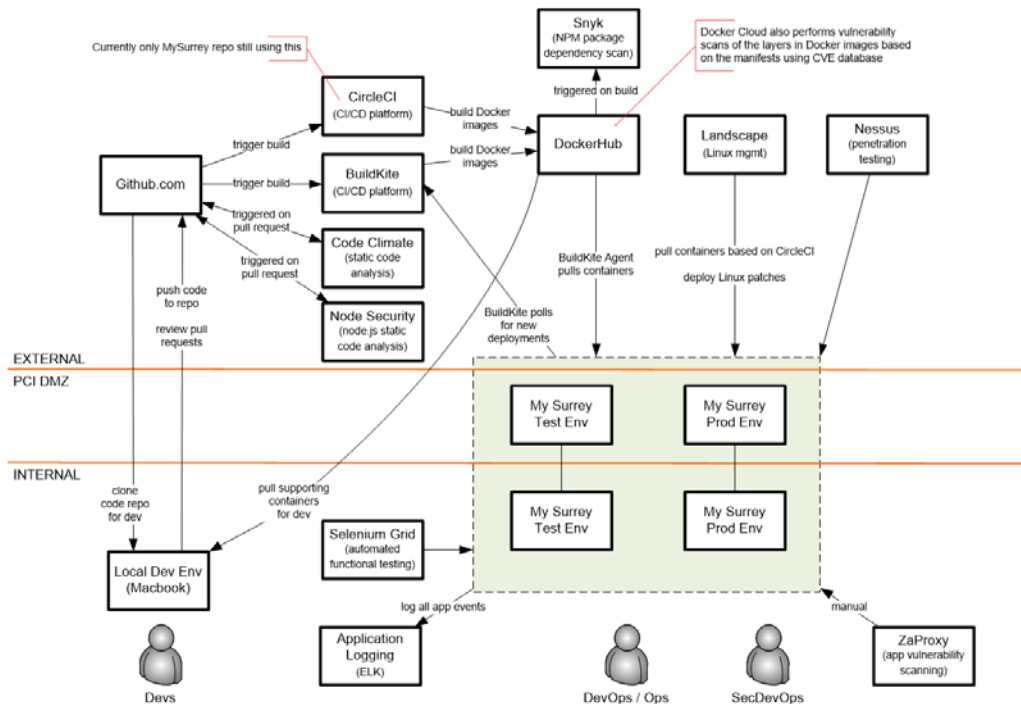 Snyk
(NPM package
dependency scan)
Docker Cloud also performs vulnerability
scans of the layers in Docker images based
on the manifests using CVE database
Currently only MySurrey repo still using this
triggered on build
CircleCI
(CI/CD platform)
build Docker
images
DockerHub
Landscape
(Linux mgmt)
Nessus
(penetration
testing)
trigger build
build Docker
images
Github.com
trigger build
BuildKite
(CI/CD platform)
triggered on
pull request
Code Climate
(static code
analysis)
triggered on
pull request
BuildKite Agent
pulls containers
pull containers based on CircleCI
deploy Linux patches
push code
to repo
review pull
requests
Node Security
(node.js static
code analysis)
BuildKite polls
for new
deployments
EXTERNAL
PCI DMZ
My Surrey
Test Env
My Surrey
Prod Env
INTERNAL
clone
code repo
for dev
pull supporting
containers
for dev
My Surrey
Test Env
My Surrey
Prod Env
Selenium Grid
(automated
functional testing)
Local Dev Env
(Macbook)
log all app events
manual
Application
Logging
(ELK)
ZaProxy
(app vulnerability
scanning)
Devs
DevOps / Ops
SecDevOps